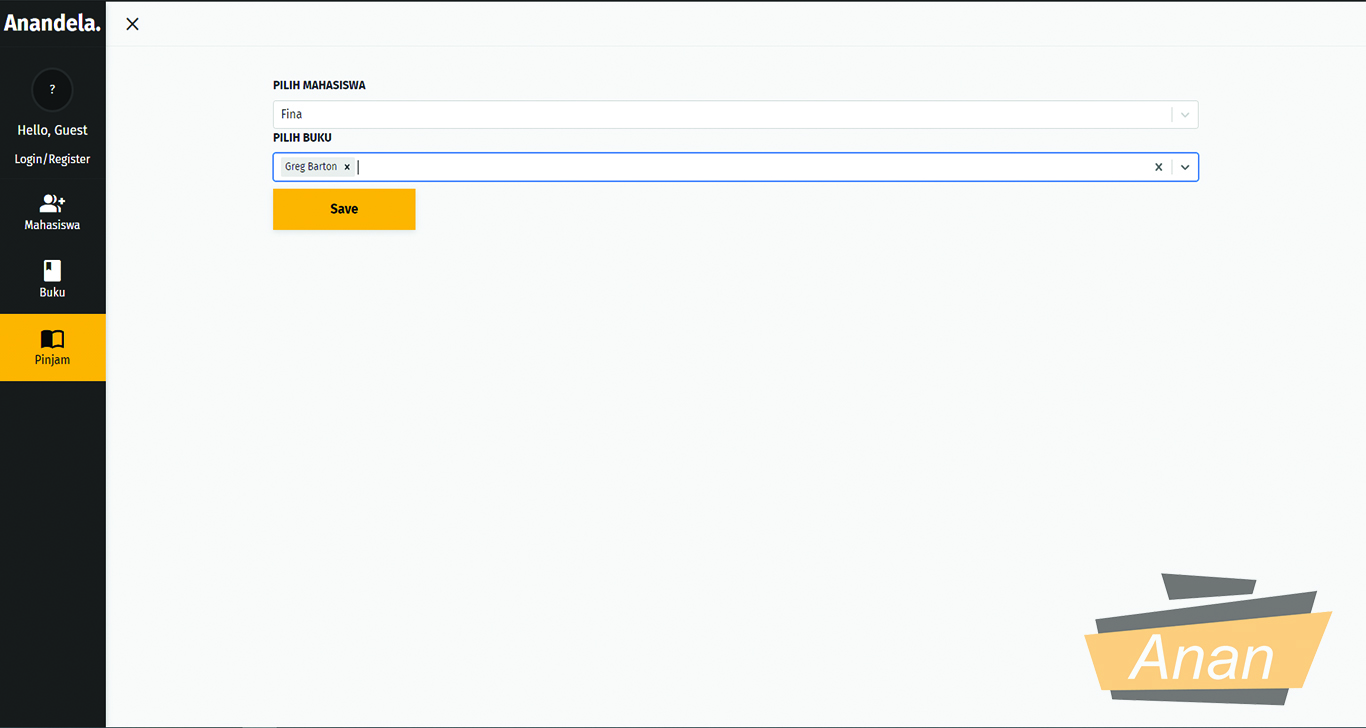 Anandela.
?
Hello, Guest
Login/Register
Mahasiswa
Buku
Pinjam
PILIH MAHASISWA
Fina
PILIH BUKU
Greg Barton
Save
Anan